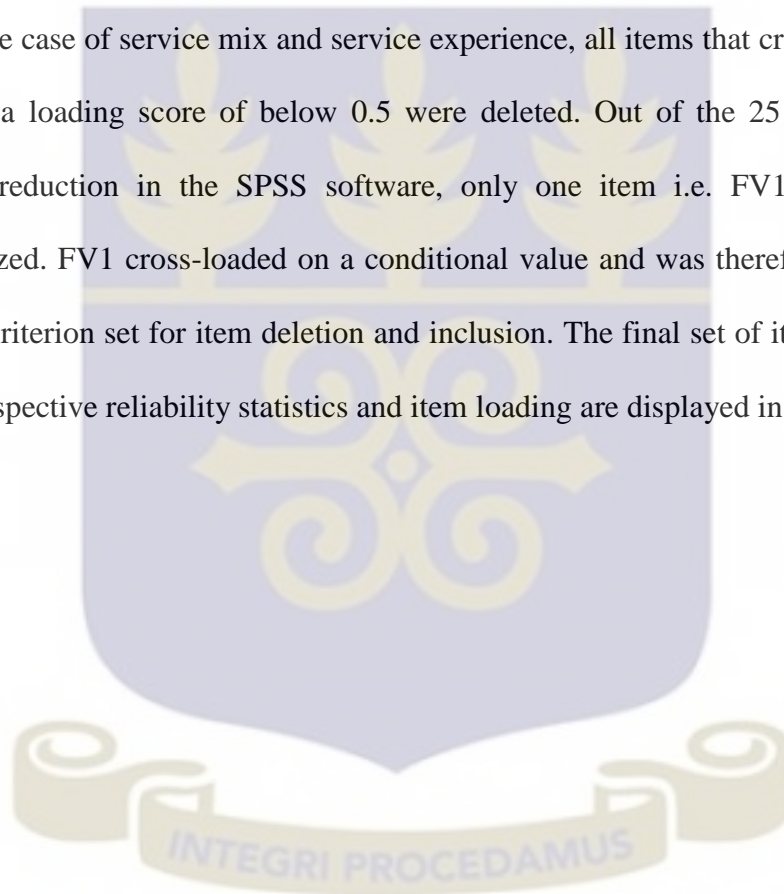 e case of service mix and service experience, all items that cr
a loading score of below 0.5 were deleted. Out of the 25
reduction in the SPSS software, only one item i.e. FV1
zed. FV1 cross-loaded on a conditional value and was theref
riterion set for item deletion and inclusion. The final set of it
spective reliability statistics and item loading are displayed in
INTEGRI PROCEDAMUS